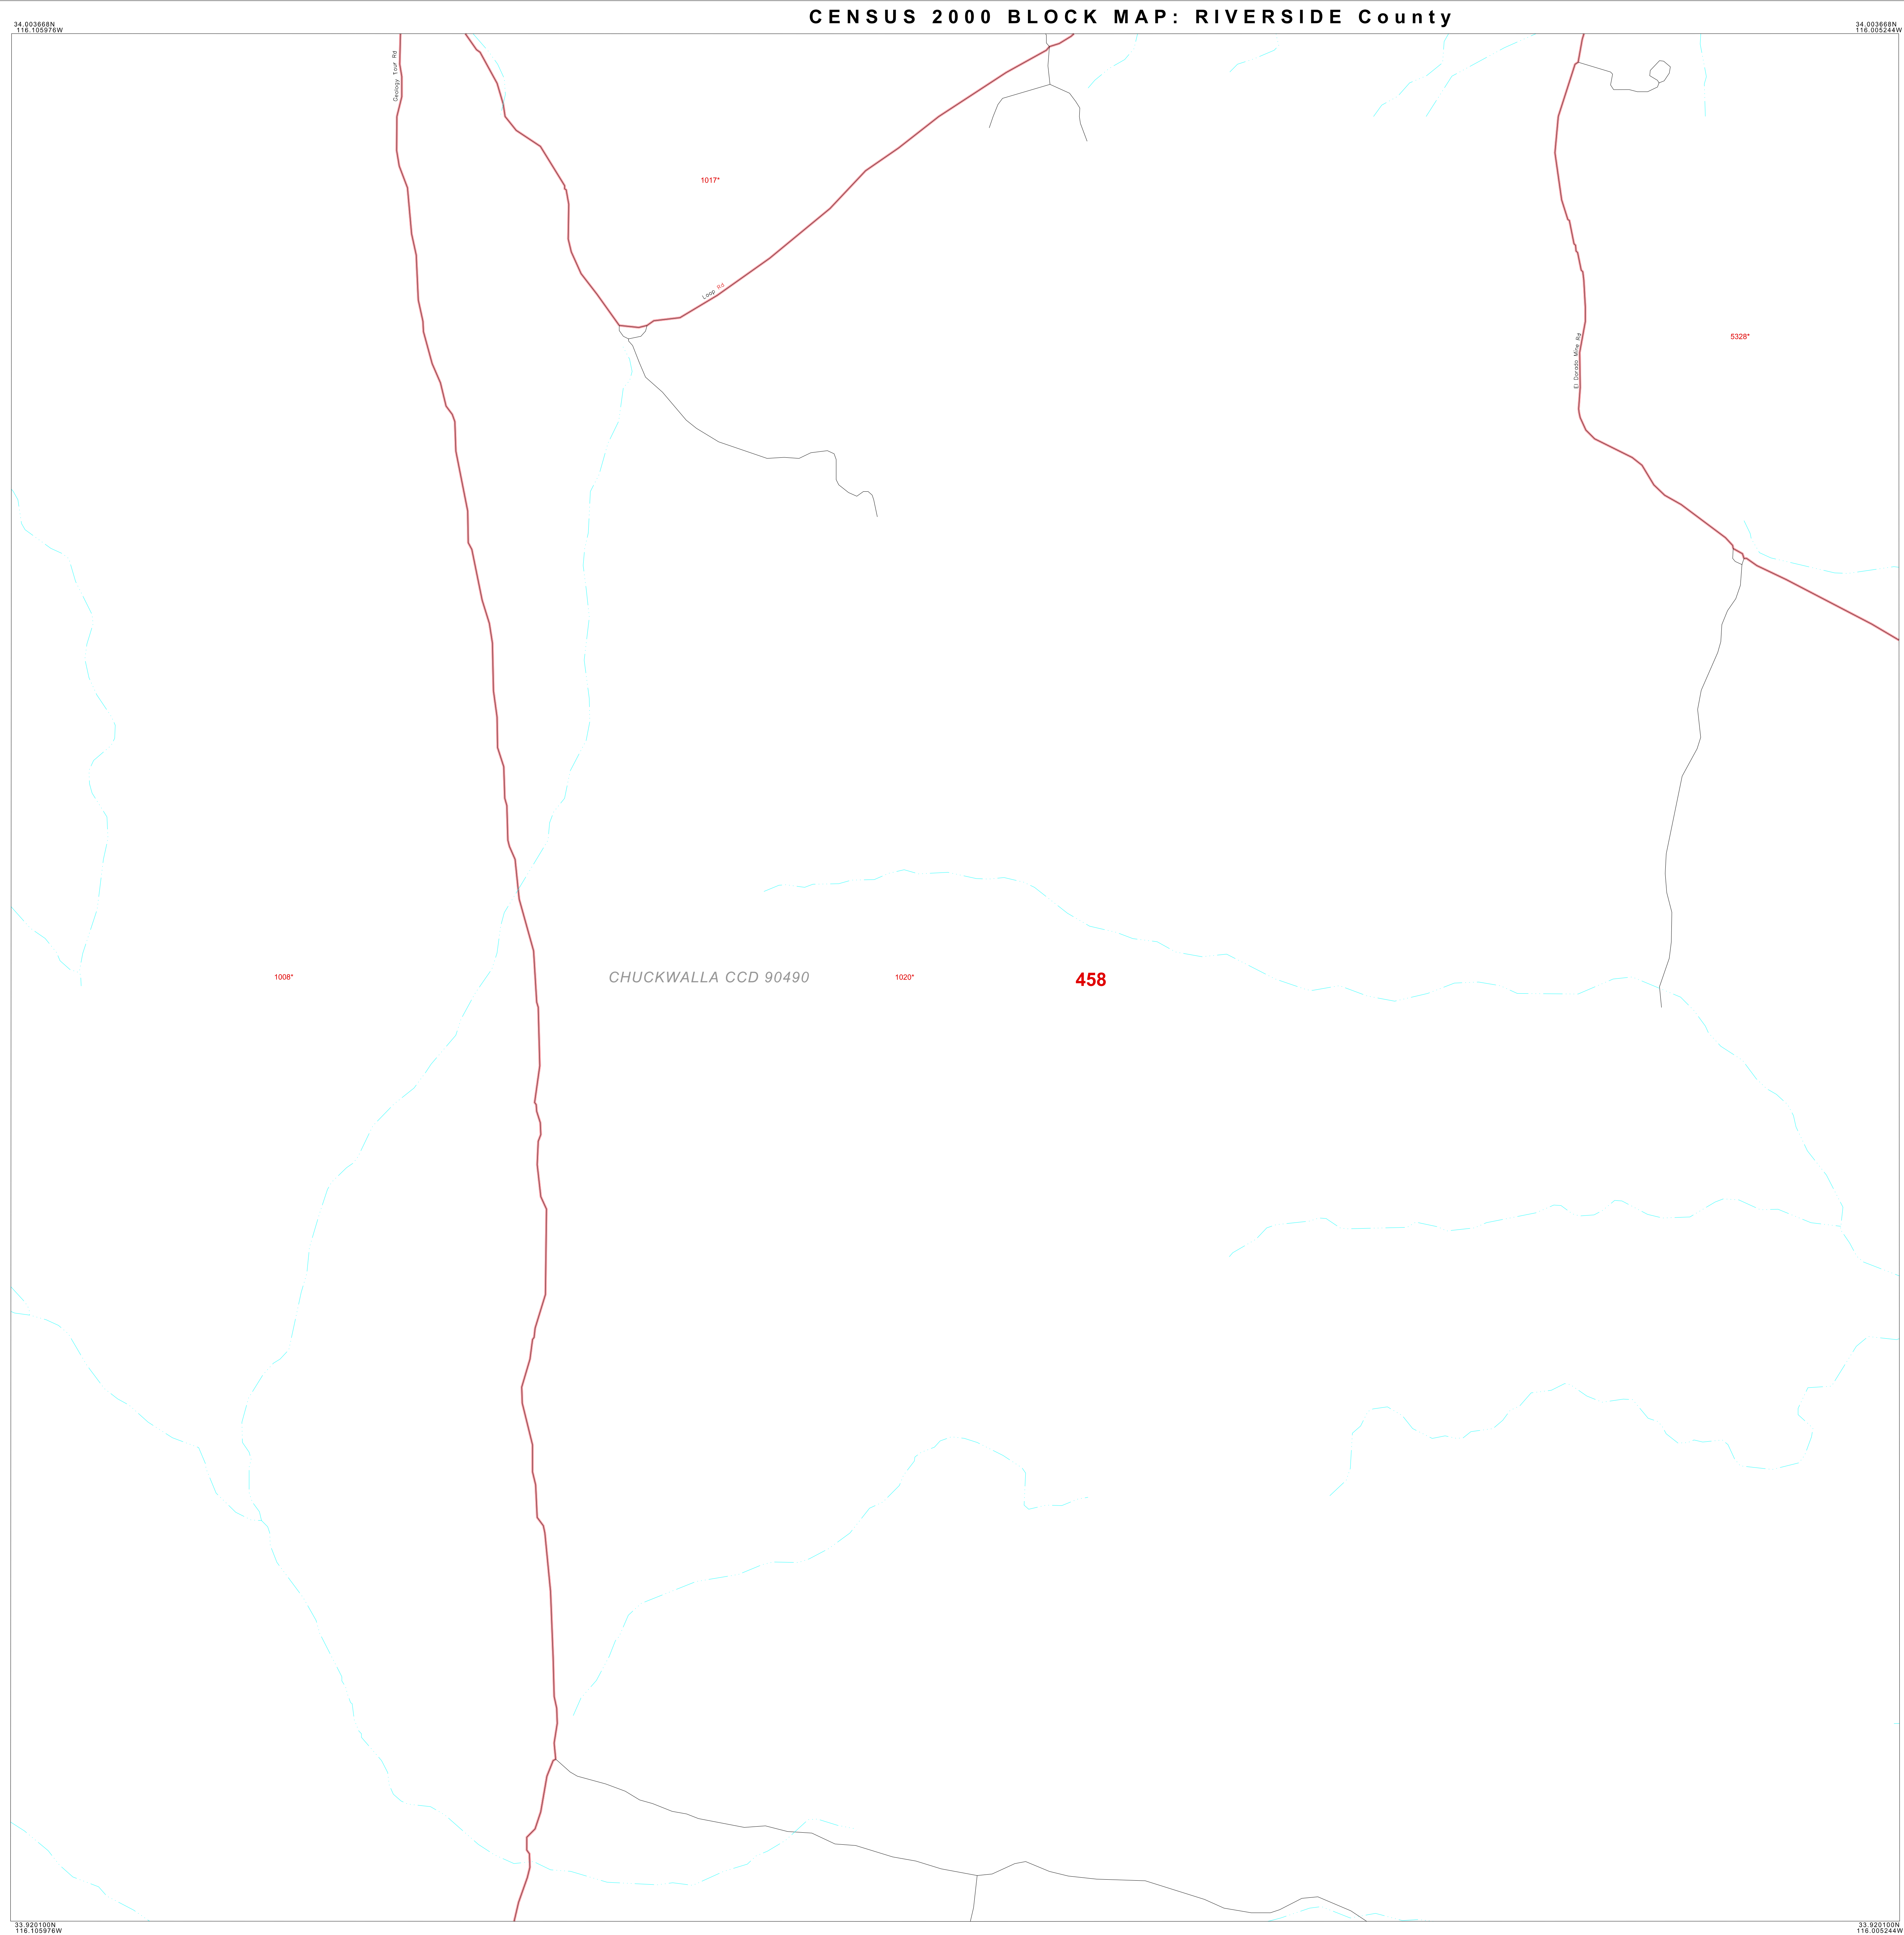 CENSUS 2000 BLOCK MAP: RIVERSIDE County
34.003668N
116.105976W
34.003668N
116.005244W
Geology Tour Rd
1017*
Loop Rd
El Dorado Mine Rd
5328*
1008*
CHUCKWALLA CCD 90490
1020*
458
33.920100N
116.105976W
33.920100N
116.005244W